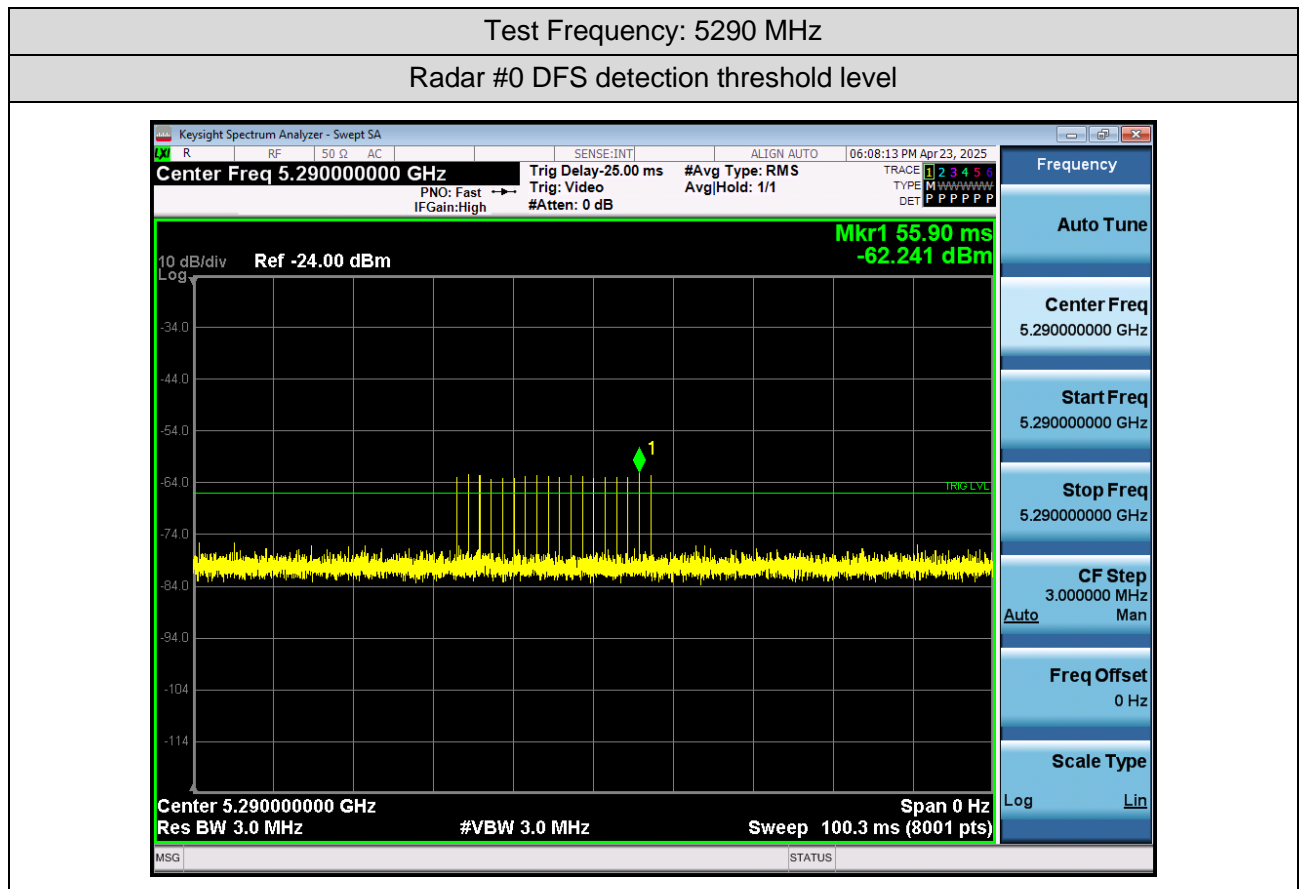 Test Frequency: 5290 MHz
Radar #0 DFS detection threshold level
Keysight Spectrum Analyzer - Swept SA
LXI R RF 50 Ω AC SENSE:INT ALIGN AUTO 06:08:13 PM Apr 23, 2025
Center Freq 5.290000000 GHz
PNO: Fast
IFGain:High
Trig Delay-25.00 ms
Trig: Video
#Atten: 0 dB
#Avg Type: RMS
Avg|Hold: 1/1
TRACE 1 2 3 4 5 6
TYPE M WWWWW
DET P P P P P P
Mkr1 55.90 ms
-62.241 dBm
10 dB/div Ref -24.00 dBm
Log
-34.0
-44.0
-54.0
1
-64.0
TRIG LVL
-74.0
-84.0
-94.0
-104
-114
Center 5.290000000 GHz Span 0 Hz
Res BW 3.0 MHz #VBW 3.0 MHz Sweep 100.3 ms (8001 pts)
MSG STATUS
Frequency
Auto Tune
Center Freq
5.290000000 GHz
Start Freq
5.290000000 GHz
Stop Freq
5.290000000 GHz
CF Step
3.000000 MHz
Auto Man
Freq Offset
0 Hz
Scale Type
Log Lin